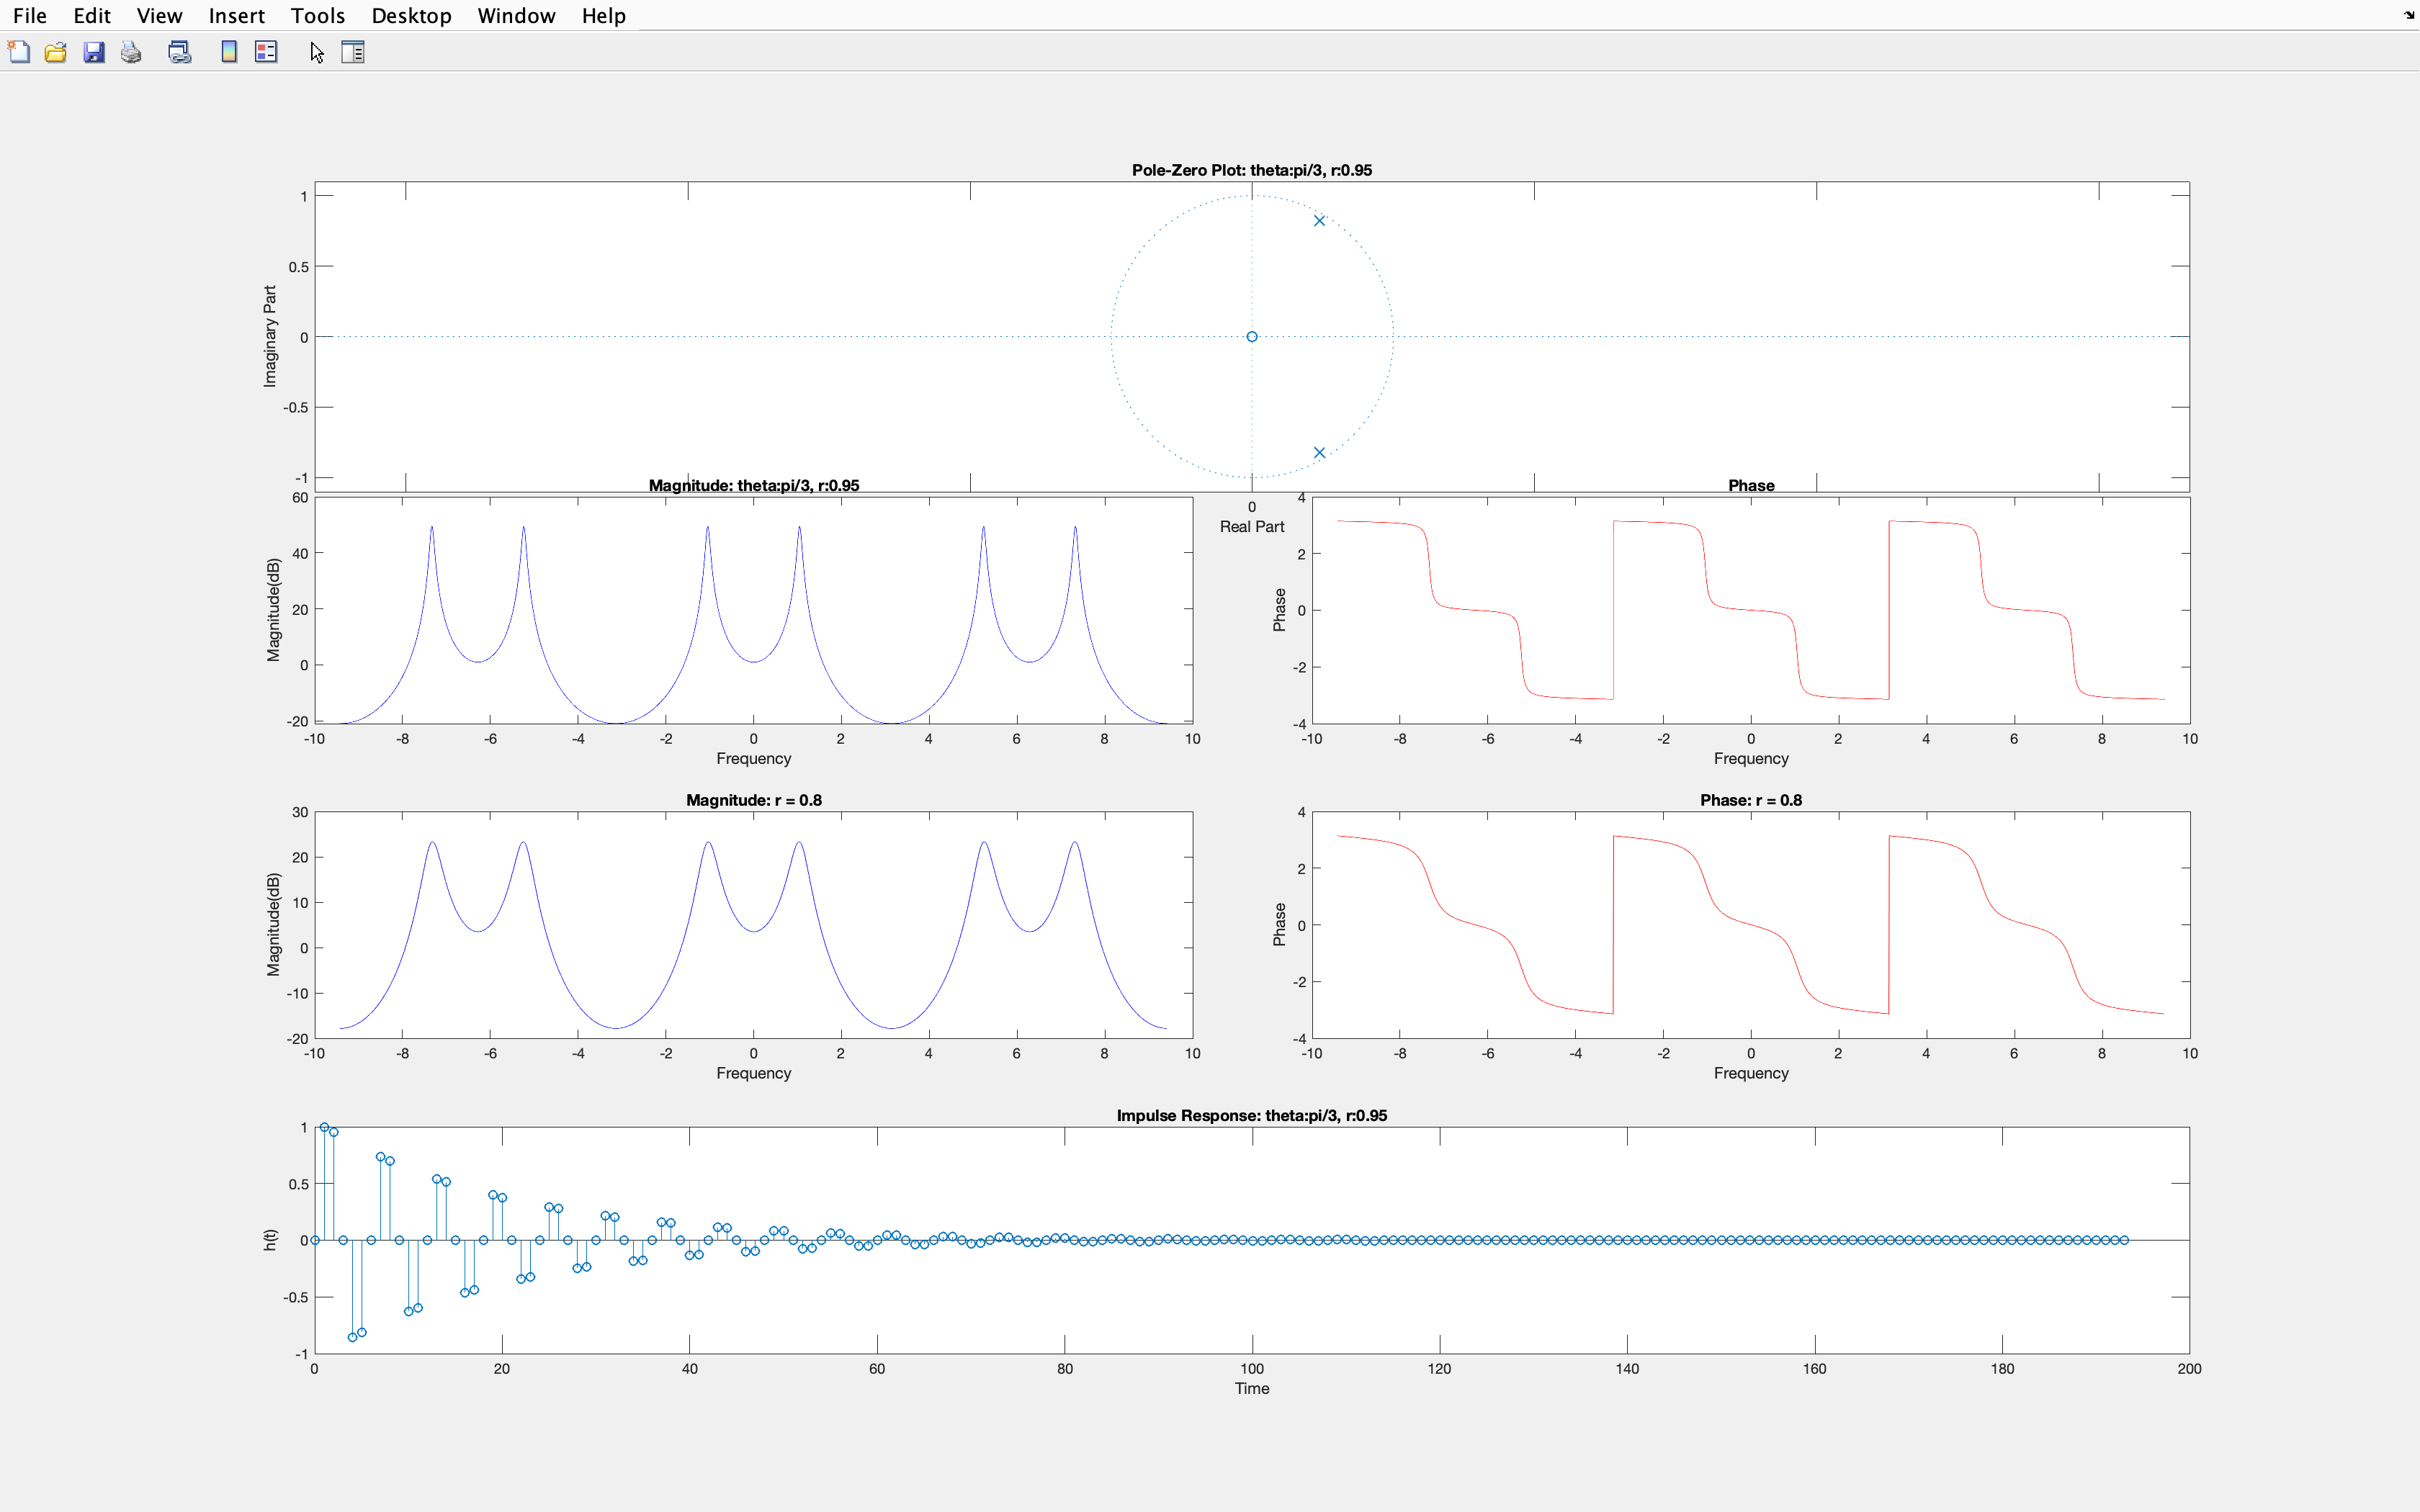 File Edit View Insert Tools Desktop Window Help
Pole-Zero Plot: theta:pi/3, r:0.95
1
0.5
0
-0.5
-1
Imaginary Part
0
Real Part
Magnitude: theta:pi/3, r:0.95
60
40
20
0
-20
Magnitude(dB)
-10 -8 -6 -4 -2 0 2 4 6 8 10
Frequency
Phase
4
2
0
-2
-4
Phase
-10 -8 -6 -4 -2 0 2 4 6 8 10
Frequency
Magnitude: r = 0.8
30
20
10
0
-10
-20
Magnitude(dB)
-10 -8 -6 -4 -2 0 2 4 6 8 10
Frequency
Phase: r = 0.8
4
2
0
-2
-4
Phase
-10 -8 -6 -4 -2 0 2 4 6 8 10
Frequency
Impulse Response: theta:pi/3, r:0.95
1
0.5
0
-0.5
-1
h(t)
0 20 40 60 80 100 120 140 160 180 200
Time